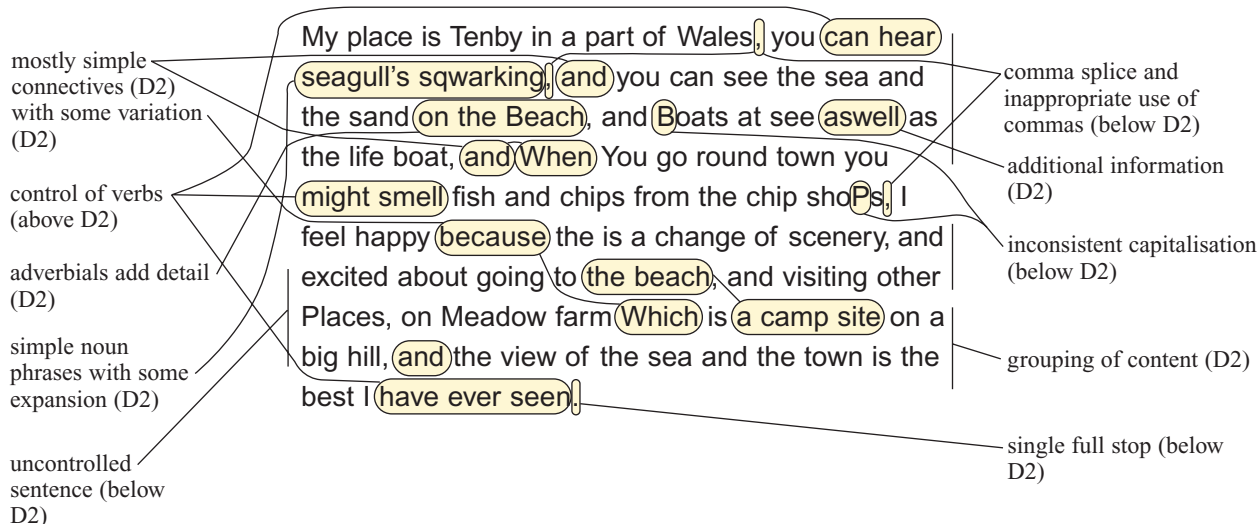 My place is Tenby in a part of Wales, you can hear
seagull's sqwarking, and you can see the sea and
the sand on the Beach, and Boats at see aswell as
the life boat, and When You go round town you
might smell fish and chips from the chip shoPs, I
feel happy because the is a change of scenery, and
excited about going to the beach, and visiting other
Places, on Meadow farm Which is a camp site on a
big hill, and the view of the sea and the town is the
best I have ever seen.
mostly simple
connectives (D2)
with some variation
(D2)
control of verbs
(above D2)
adverbials add detail
(D2)
simple noun
phrases with some
expansion (D2)
uncontrolled
sentence (below
D2)
comma splice and
inappropriate use of
commas (below D2)
additional information
(D2)
inconsistent capitalisation
(below D2)
grouping of content (D2)
single full stop (below
D2)